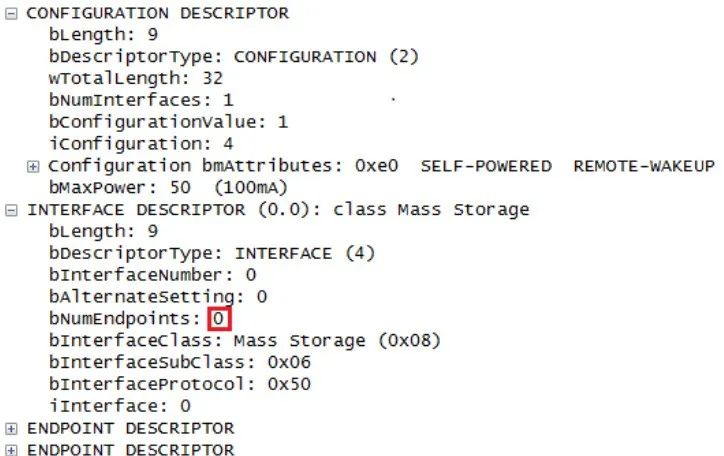 CONFIGURATION DESCRIPTOR
bLength: 9
bDescriptorType: CONFIGURATION (2)
wTotalLength: 32
bNumInterfaces: 1
bConfigurationValue: 1
iConfiguration: 4
Configuration bmAttributes: 0xe0 SELF-POWERED REMOTE-WAKEUP
bMaxPower: 50 (100mA)
INTERFACE DESCRIPTOR (0.0): class Mass Storage
bLength: 9
bDescriptorType: INTERFACE (4)
bInterfaceNumber: 0
bAlternateSetting: 0
bNumEndpoints: 0
bInterfaceClass: Mass Storage (0x08)
bInterfaceSubClass: 0x06
bInterfaceProtocol: 0x50
iInterface: 0
ENDPOINT DESCRIPTOR
ENDPOINT DESCRIPTOR